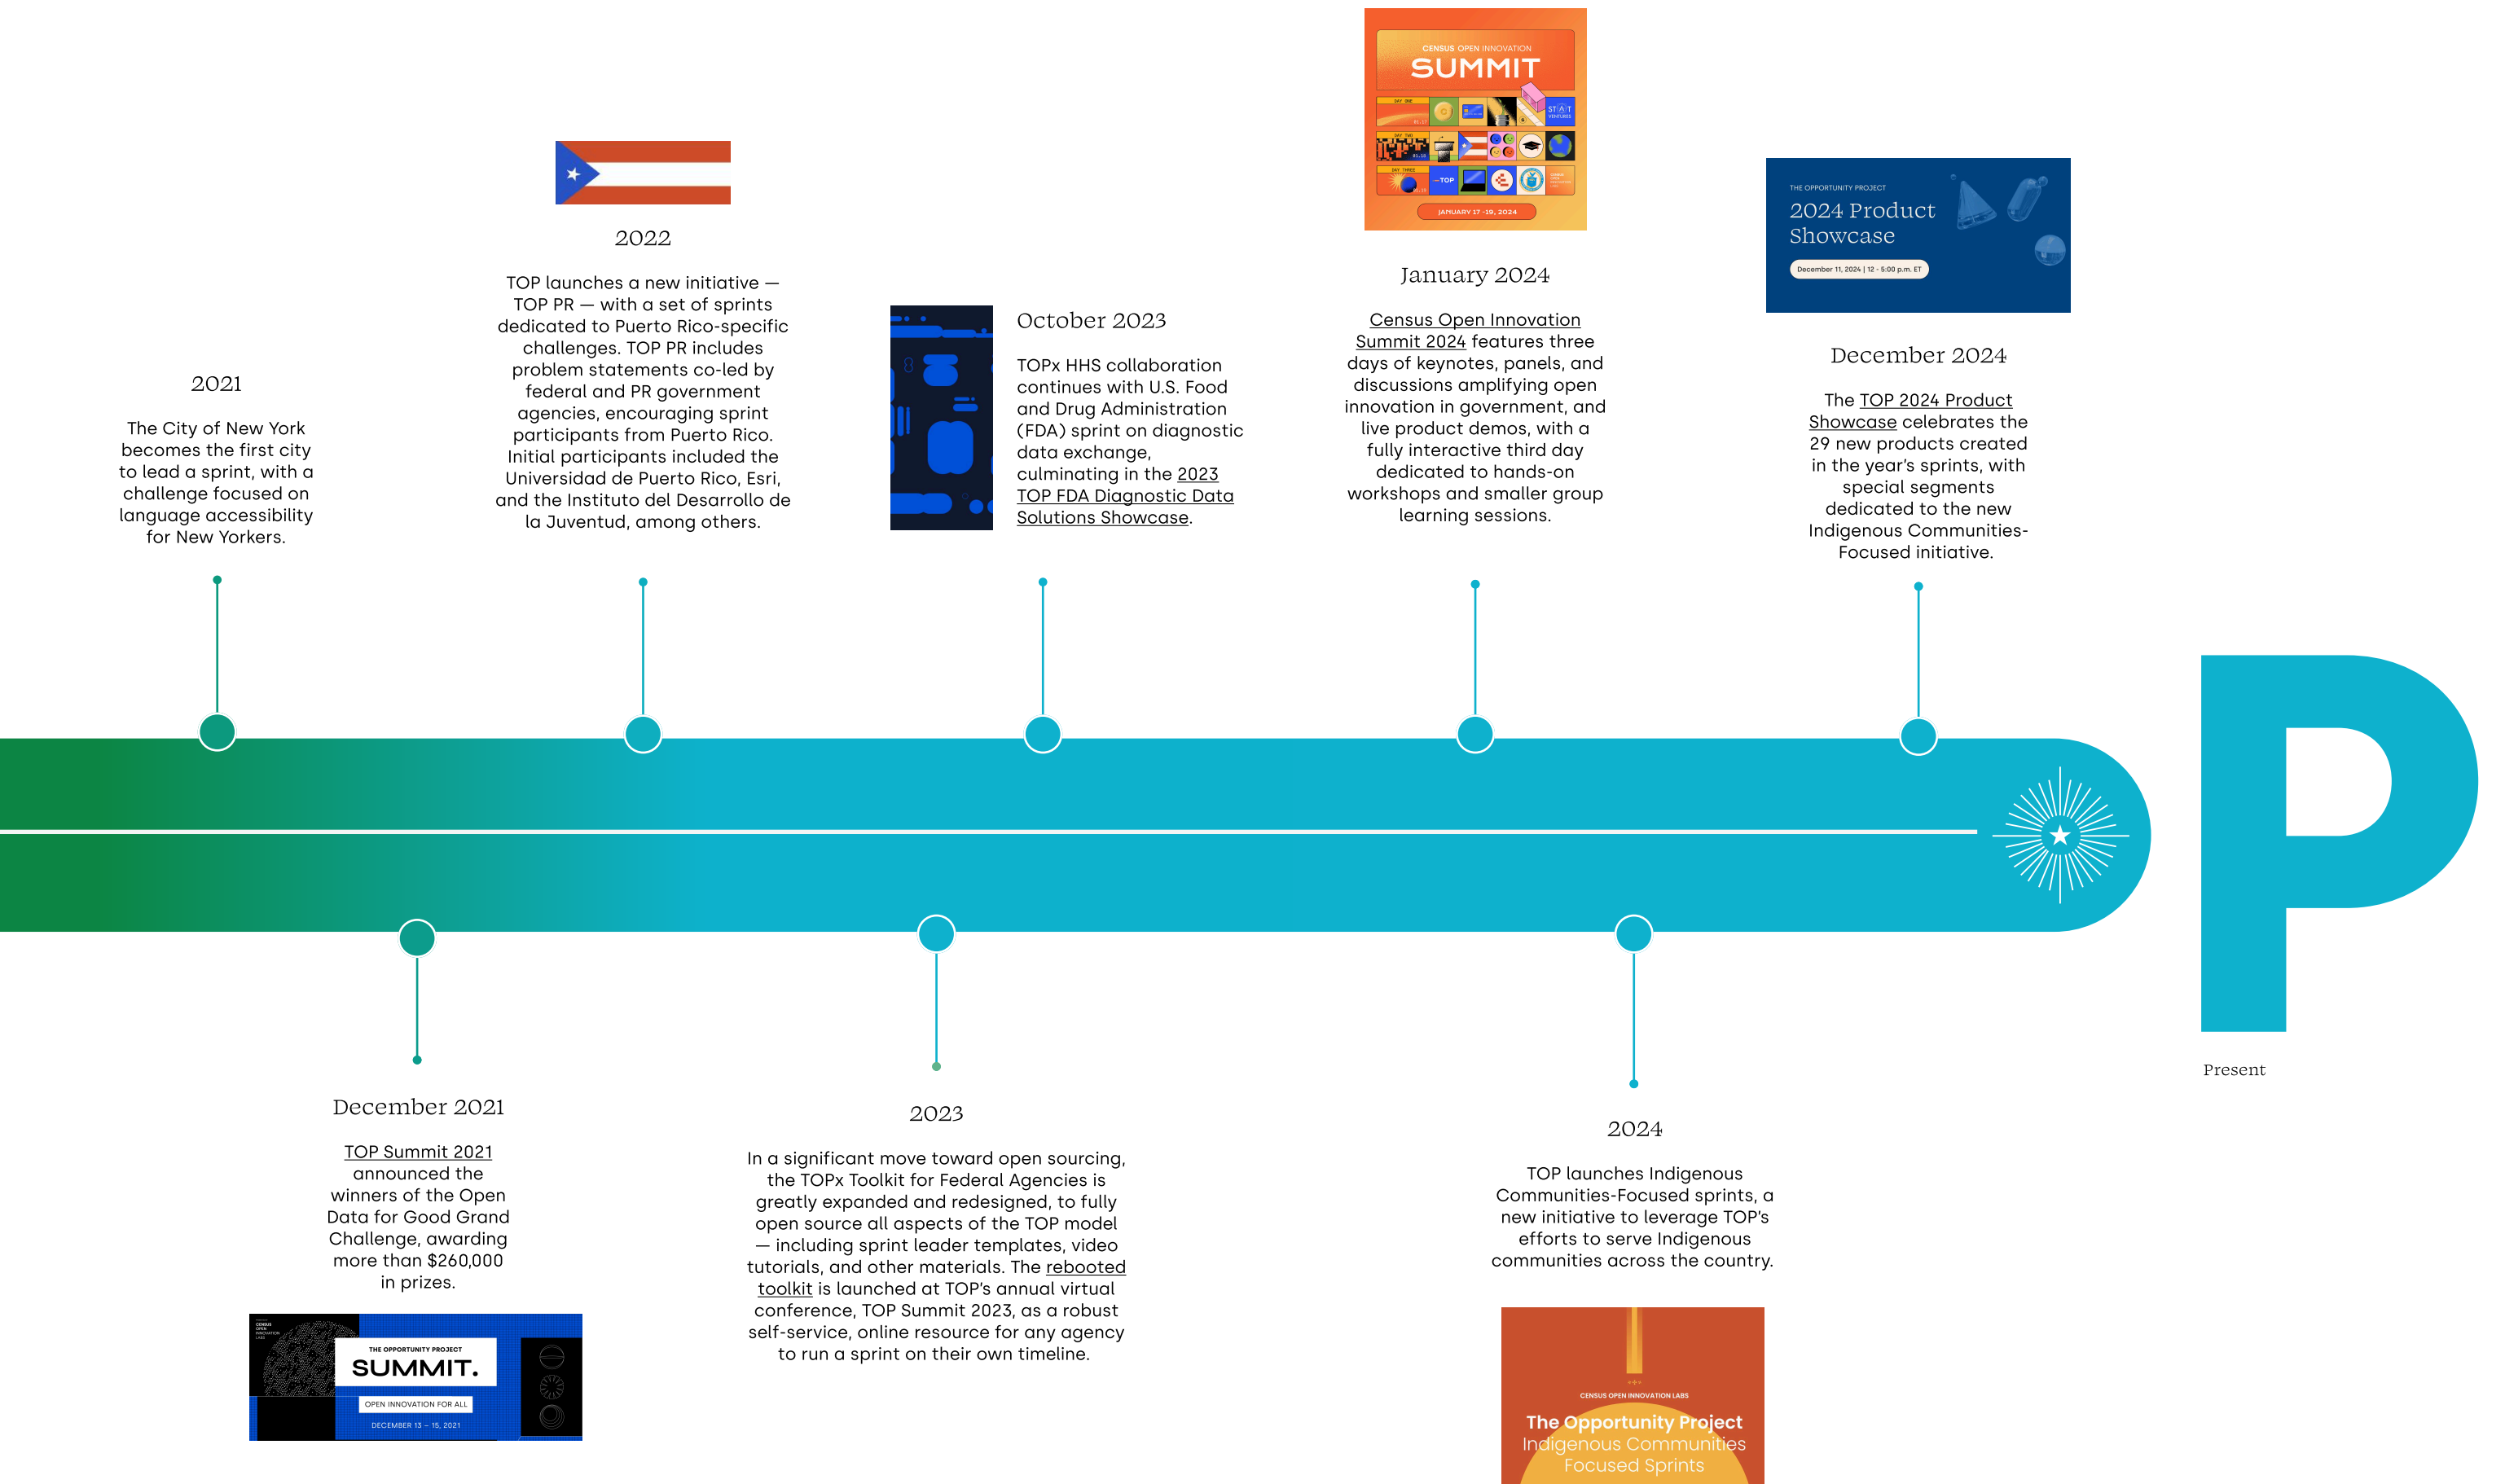 2021
The City of New York
becomes the first city
to lead a sprint, with a
challenge focused on
language accessibility
for New Yorkers.
2022
TOP launches a new initiative —
TOP PR — with a set of sprints
dedicated to Puerto Rico-specific
challenges. TOP PR includes
problem statements co-led by
federal and PR government
agencies, encouraging sprint
participants from Puerto Rico.
Initial participants included the
Universidad de Puerto Rico, Esri,
and the Instituto del Desarrollo de
la Juventud, among others.
October 2023
TOPx HHS collaboration
continues with U.S. Food
and Drug Administration
(FDA) sprint on diagnostic
data exchange,
culminating in the 2023
TOP FDA Diagnostic Data
Solutions Showcase.
CENSUS OPEN INNOVATION
SUMMIT
DAY ONE
START
VENTURES
DAY TWO
DAY THREE
TOP
JANUARY 17 -19, 2024
January 2024
Census Open Innovation
Summit 2024 features three
days of keynotes, panels, and
discussions amplifying open
innovation in government, and
live product demos, with a
fully interactive third day
dedicated to hands-on
workshops and smaller group
learning sessions.
THE OPPORTUNITY PROJECT
2024 Product
Showcase
December 11, 2024 | 12 - 5:00 p.m. ET
December 2024
The TOP 2024 Product
Showcase celebrates the
29 new products created
in the year's sprints, with
special segments
dedicated to the new
Indigenous Communities-
Focused initiative.
P
Present
December 2021
TOP Summit 2021
announced the
winners of the Open
Data for Good Grand
Challenge, awarding
more than $260,000
in prizes.
CENSUS
OPEN
INNOVATION
LABS
THE OPPORTUNITY PROJECT
SUMMIT.
OPEN INNOVATION FOR ALL
DECEMBER 13 – 15, 2021
2023
In a significant move toward open sourcing,
the TOPx Toolkit for Federal Agencies is
greatly expanded and redesigned, to fully
open source all aspects of the TOP model
— including sprint leader templates, video
tutorials, and other materials. The rebooted
toolkit is launched at TOP's annual virtual
conference, TOP Summit 2023, as a robust
self-service, online resource for any agency
to run a sprint on their own timeline.
2024
TOP launches Indigenous
Communities-Focused sprints, a
new initiative to leverage TOP's
efforts to serve Indigenous
communities across the country.
CENSUS OPEN INNOVATION LABS
The Opportunity Project
Indigenous Communities
Focused Sprints